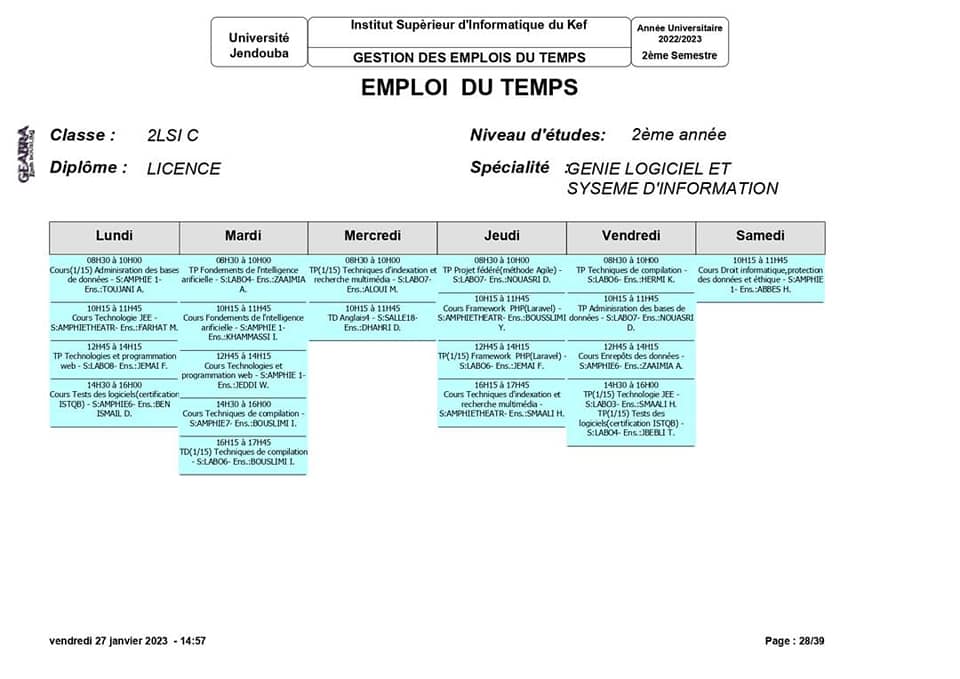 Université
Jendouba
Institut Supèrieur d'Informatique du Kef
GESTION DES EMPLOIS DU TEMPS
Année Universitaire
2022/2023
2ème Semestre
EMPLOI DU TEMPS
GEABRA
Classe : 2LSI C
Niveau d'études: 2ème année
Diplôme : LICENCE
Spécialité :GENIE LOGICIEL ET
SYSEME D'INFORMATION
Lundi
08H30 à 10H00
Cours(1/15) Adminisration des bases
de données - S:AMPHIE 1-
Ens.:TOUJANI A.
10H15 à 11H45
Cours Technologie JEE -
S:AMPHIETHEATR- Ens.:FARHAT M.
12H45 à 14H15
TP Technologies et programmation
web - S:LABO8- Ens.:JEMAI F.
14H30 à 16H00
Cours Tests des logiciels(certification
ISTQB) - S:AMPHIE6- Ens.:BEN
ISMAIL D.
Mardi
08H30 à 10H00
TP Fondements de l'intelligence
arificielle - S:LABO4- Ens.:ZAAIMIA
A.
10H15 à 11H45
Cours Fondements de l'intelligence
arificielle - S:AMPHIE 1-
Ens.:KHAMMASSI I.
12H45 à 14H15
Cours Technologies et
programmation web - S:AMPHIE 1-
Ens.:JEDDI W.
14H30 à 16H00
Cours Techniques de compilation -
S:AMPHIE7- Ens.:BOUSLIMI I.
16H15 à 17H45
TD(1/15) Techniques de compilation
- S:LABO6- Ens.:BOUSLIMI I.
Mercredi
08H30 à 10H00
TP(1/15) Techniques d'indexation et
recherche multimédia - S:LABO7-
Ens.:ALOUI M.
10H15 à 11H45
TD Anglais4 - S:SALLE18-
Ens.:DHAHRI D.
Jeudi
08H30 à 10H00
TP Projet fédéré(méthode Agile) -
S:LABO7- Ens.:NOUASRI D.
10H15 à 11H45
Cours Framework PHP(Laravel) -
S:AMPHIETHEATR- Ens.:BOUSSLIMI
Y.
12H45 à 14H15
TP(1/15) Framework PHP(Laravel) -
S:LABO6- Ens.:JEMAI F.
16H15 à 17H45
Cours Techniques d'indexation et
recherche multimédia -
S:AMPHIETHEATR- Ens.:SMAALI H.
Vendredi
08H30 à 10H00
TP Techniques de compilation -
S:LABO6- Ens.:HERMI K.
10H15 à 11H45
TP Adminisration des bases de
données - S:LABO7- Ens.:NOUASRI
D.
12H45 à 14H15
Cours Enrepôts des données -
S:AMPHIE6- Ens.:ZAAIMIA A.
14H30 à 16H00
TP(1/15) Technologie JEE -
S:LABO3- Ens.:SMAALI H.
TP(1/15) Tests des
logiciels(certification ISTQB) -
S:LABO4- Ens.:JBEBLI T.
Samedi
10H15 à 11H45
Cours Droit informatique,protection
des données et éthique - S:AMPHIE
1- Ens.:ABBES H.
vendredi 27 janvier 2023 - 14:57
Page : 28/39